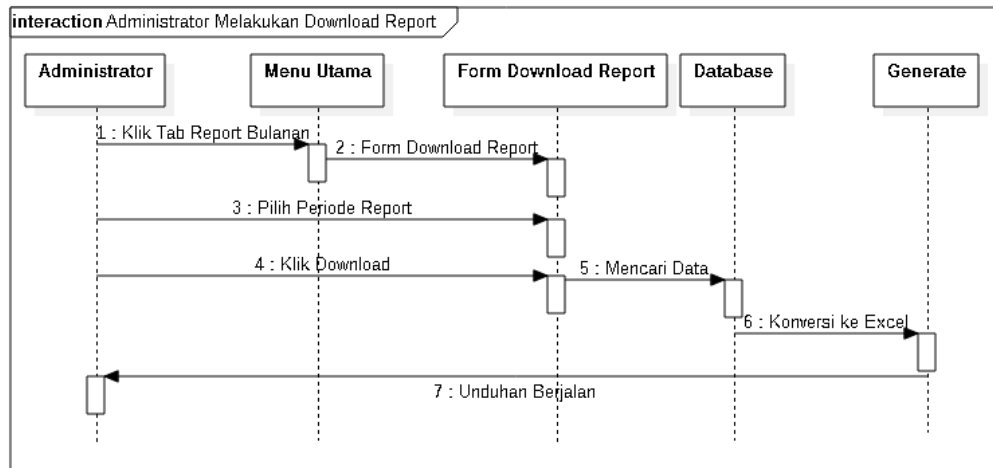 interaction Administrator Melakukan Download Report
Administrator
Menu Utama
Form Download Report
Database
Generate
1 : Klik Tab Report Bulanan
2 : Form Download Report
3 : Pilih Periode Report
4 : Klik Download
5 : Mencari Data
6 : Konversi ke Excel
7 : Unduhan Berjalan